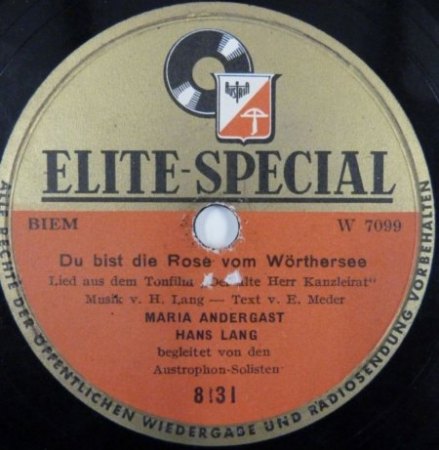 Austria
ELITE-SPECIAL
BIEM
W 7099
Du bist die Rose vom Wörthersee
Lied aus dem Tonfilm „Der alte Herr Kanzleirat“
Musik v. H. Lang — Text v. E. Meder
MARIA ANDERGAST
HANS LANG
begleitet von den
Austrophon-Solisten
8131
ALLE RECHTE DER ÖFFENTLICHEN WIEDERGABE UND RADIOSENDUNG VORBEHALTEN